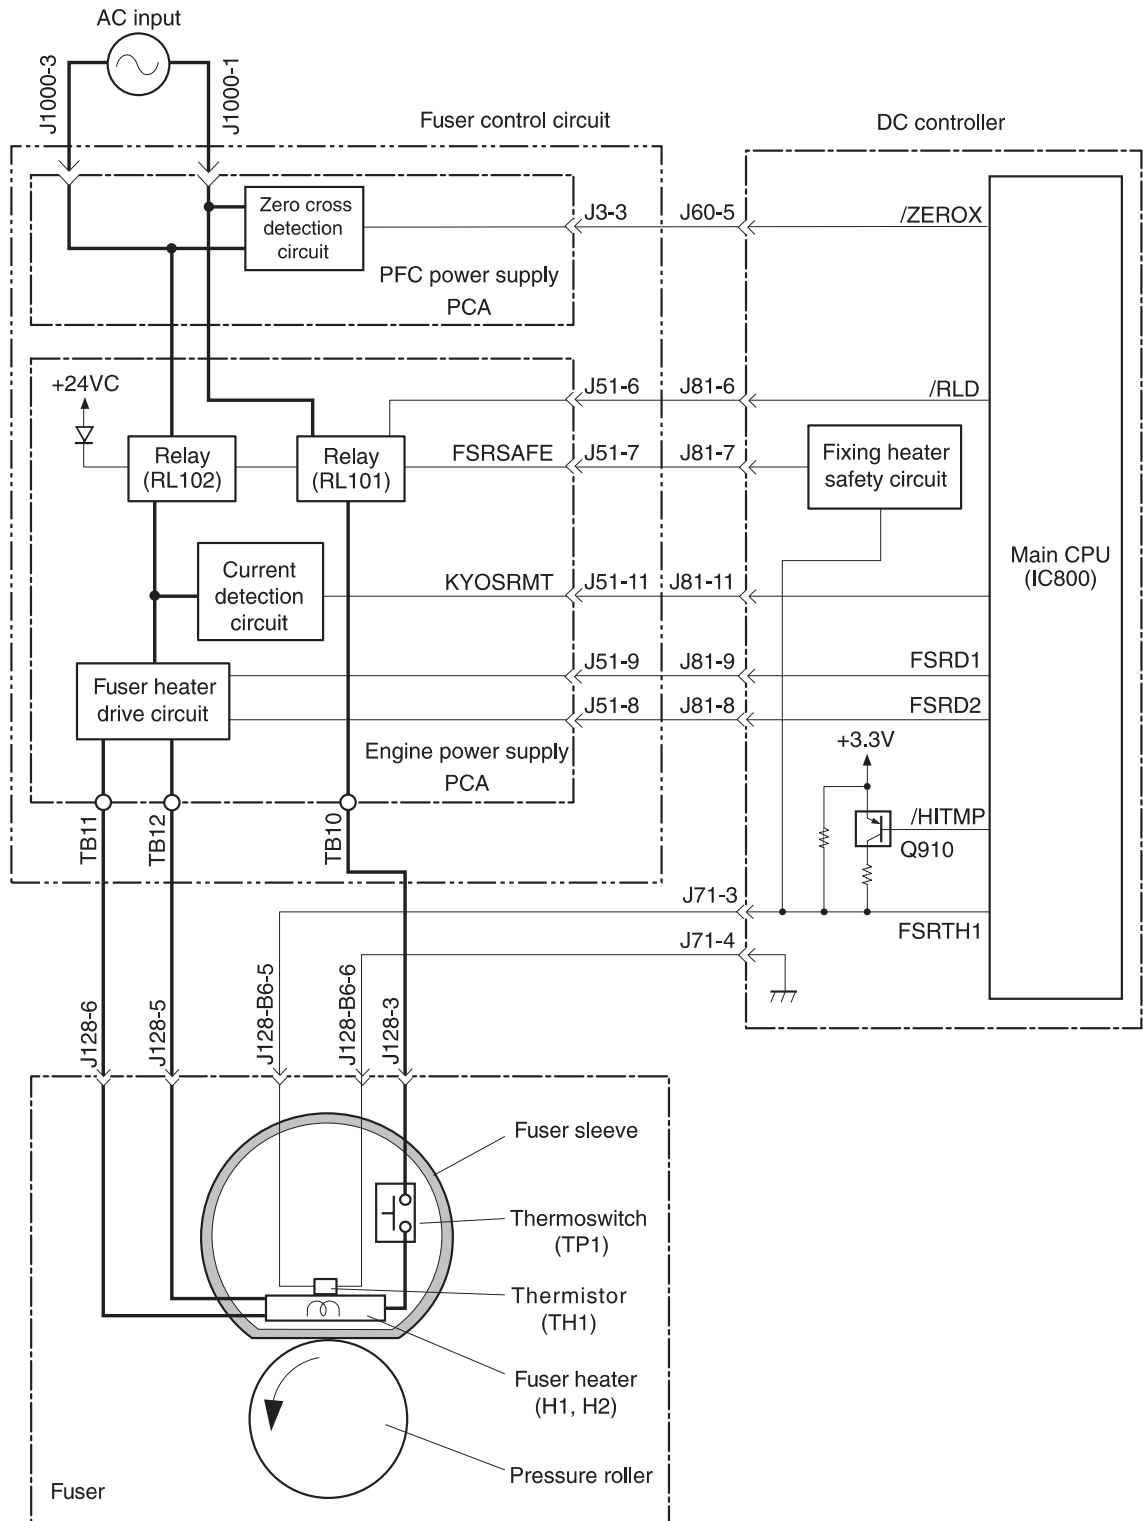 AC input
J1000-3
J1000-1
Fuser control circuit
DC controller
Zero cross
detection
circuit
J3-3
J60-5
/ZEROX
PFC power supply
PCA
+24VC
J51-6
J81-6
/RLD
Relay
(RL102)
Relay
(RL101)
FSRSAFE
J51-7
J81-7
Fixing heater
safety circuit
Current
detection
circuit
KYOSRMT
J51-11
J81-11
Main CPU
(IC800)
Fuser heater
drive circuit
J51-9
J81-9
FSRD1
J51-8
J81-8
FSRD2
Engine power supply
PCA
+3.3V
TB11
TB12
TB10
/HITMP
Q910
J71-3
FSRTH1
J71-4
J128-6
J128-5
J128-B6-5
J128-B6-6
J128-3
Fuser sleeve
Thermoswitch
(TP1)
Thermistor
(TH1)
Fuser heater
(H1, H2)
Pressure roller
Fuser